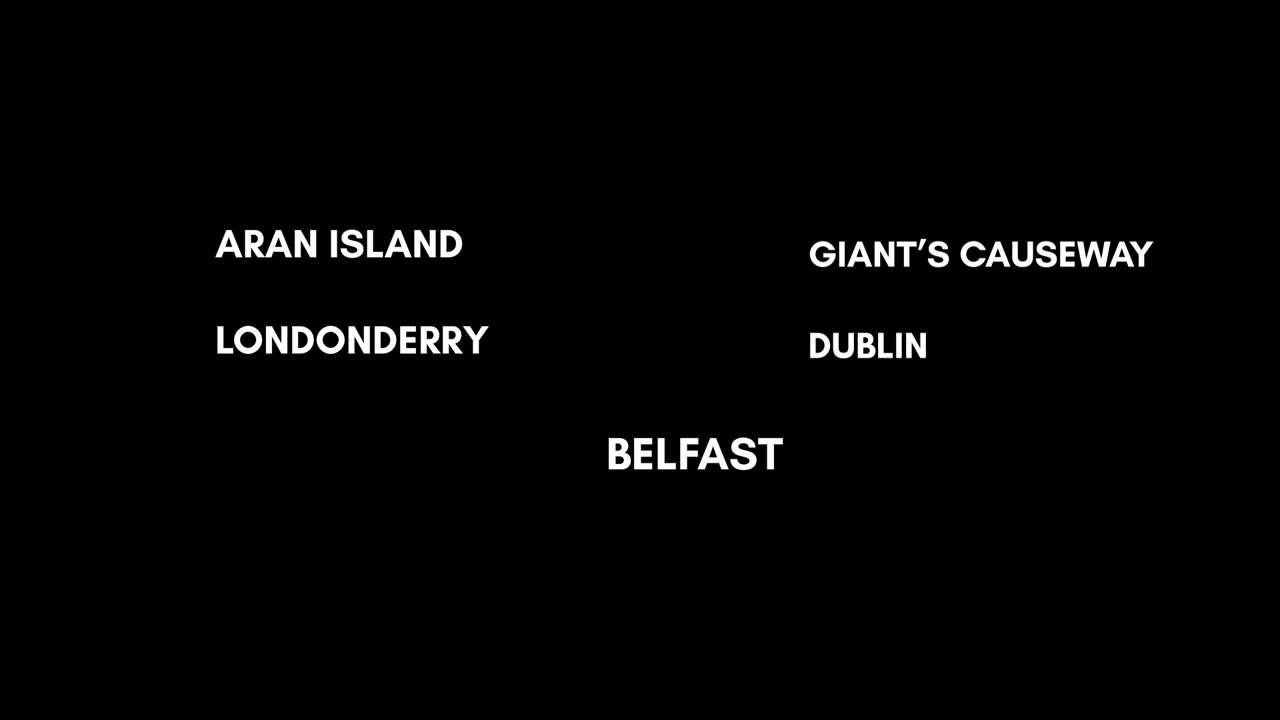 ARAN ISLAND
GIANT’S CAUSEWAY
LONDONDERRY
DUBLIN
BELFAST